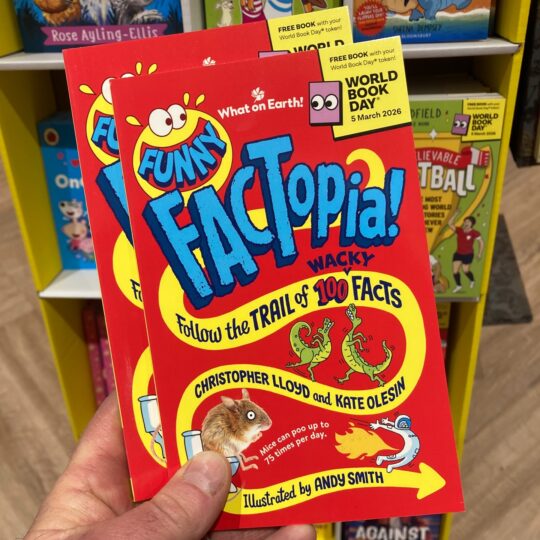 Rose Ayling-Ellis
BLOOMSBURY
FREE BOOK with your
World Book Day® token!
WORLD
BOOK
DAY®
5 March 2026
What on Earth!
FUNNY
FACTopia!
WACKY
Follow the TRAIL of 100 FACTS
CHRISTOPHER LLOYD and KATE OLESIN
Mice can poo up to
75 times per day.
Illustrated by ANDY SMITH
FREE BOOK with your
World Book Day® token!
WORLD
WORLD
BOOK
DAY
AGAINST